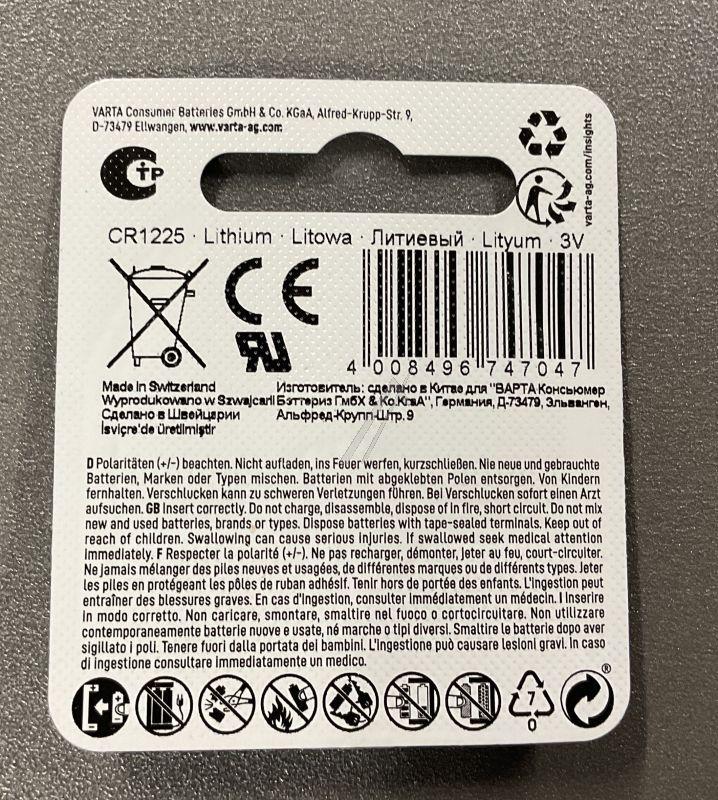 VARTA Consumer Batteries GmbH & Co. KGaA, Alfred-Krupp-Str. 9,
D-73479 Ellwangen, www.varta-ag.com
varta-ag.com/insights
CR1225 · Lithium · Litowa · Литиевый · Lityum · 3V
4 008496 747047
Made in Switzerland
Wyprodukowano w Szwajcarii
Сделано в Швейцарии
İsviçre'de üretilmiştir
Изготовитель: сделано в Китае для "ВАРТА Консьюмер
Бэттериз ГмбХ & Ко.КгаА", Германия, Д-73479, Эльванген,
Альфред-Крупп-Штр. 9
D Polaritäten (+/-) beachten. Nicht aufladen, ins Feuer werfen, kurzschließen. Nie neue und gebrauchte
Batterien, Marken oder Typen mischen. Batterien mit abgeklebten Polen entsorgen. Von Kindern
fernhalten. Verschlucken kann zu schweren Verletzungen führen. Bei Verschlucken sofort einen Arzt
aufsuchen. GB Insert correctly. Do not charge, disassemble, dispose of in fire, short circuit. Do not mix
new and used batteries, brands or types. Dispose batteries with tape-sealed terminals. Keep out of
reach of children. Swallowing can cause serious injuries. If swallowed seek medical attention
immediately. F Respecter la polarité (+/-). Ne pas recharger, démonter, jeter au feu, court-circuiter.
Ne jamais mélanger des piles neuves et usagées, de différentes marques ou de différents types. Jeter
les piles en protégeant les pôles de ruban adhésif. Tenir hors de portée des enfants. L'ingestion peut
entraîner des blessures graves. En cas d'ingestion, consulter immédiatement un médecin. I Inserire
in modo corretto. Non caricare, smontare, smaltire nel fuoco o cortocircuitare. Non utilizzare
contemporaneamente batterie nuove e usate, né marche o tipi diversi. Smaltire le batterie dopo aver
sigillato i poli. Tenere fuori dalla portata dei bambini. L'ingestione può causare lesioni gravi. In caso
di ingestione consultare immediatamente un medico.
7
0
®